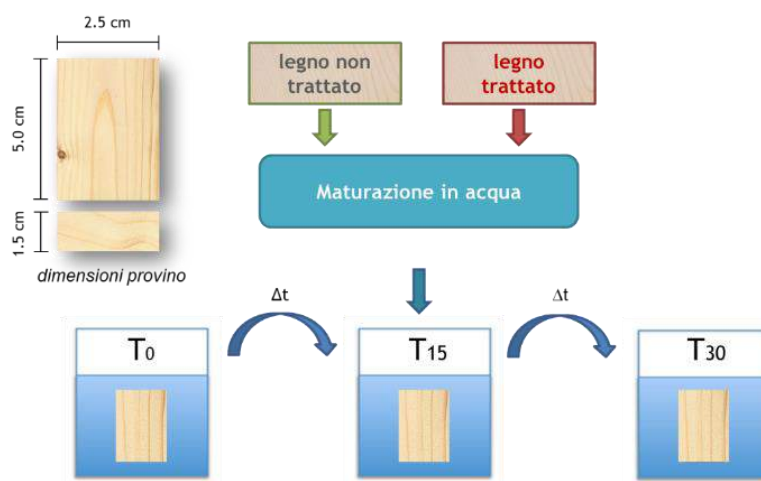 2.5 cm
5.0 cm
1.5 cm
dimensioni provino
legno non
trattato
legno
trattato
Maturazione in acqua
Δt
Δt
T0
T15
T30